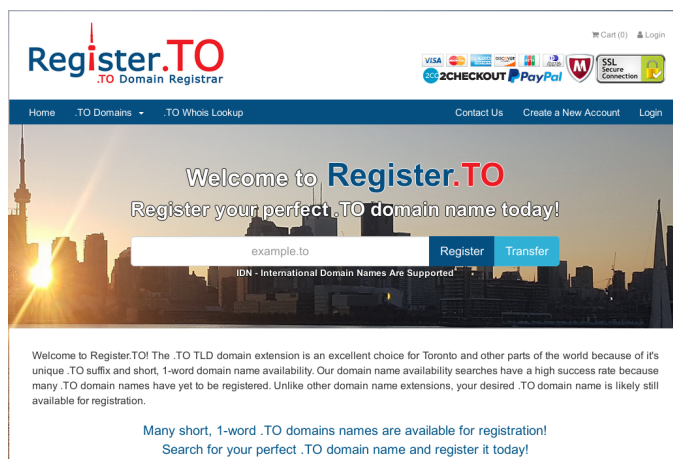 Cart (0) Login
Register.TO
.TO Domain Registrar
VISA DISCOVER JCB
2CO 2CHECKOUT PayPal
SSL
Secure
Connection
Home .TO Domains .TO Whois Lookup Contact Us Create a New Account Login
Welcome to Register.TO
Register your perfect .TO domain name today!
example.to Register Transfer
IDN - International Domain Names Are Supported
Welcome to Register.TO! The .TO TLD domain extension is an excellent choice for Toronto and other parts of the world because of it's
unique .TO suffix and short, 1-word domain name availability. Our domain name availability searches have a high success rate because
many .TO domain names have yet to be registered. Unlike other domain name extensions, your desired .TO domain name is likely still
available for registration.
Many short, 1-word .TO domains names are available for registration!
Search for your perfect .TO domain name and register it today!